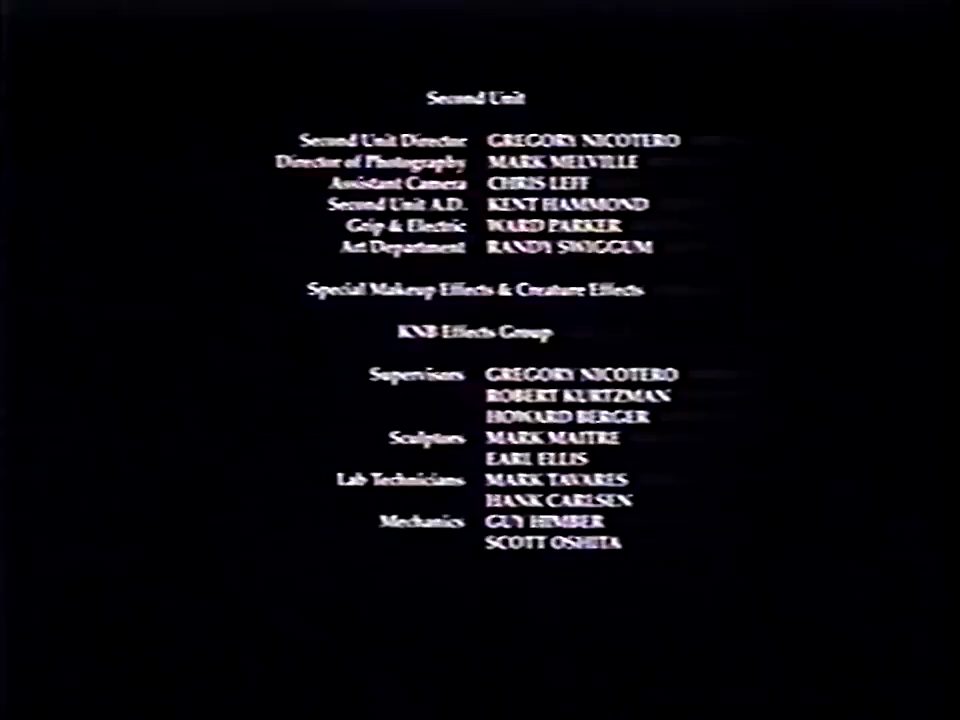 Second Unit
Second Unit Director GREGORY NICOTERO
Director of Photography MARK MELVILLE
Assistant Camera CHRIS LEFF
Second Unit A.D. KENT HAMMOND
Grip & Electric WARD PARKER
Art Department RANDY SWIGGUM
Special Makeup Effects & Creature Effects
KNB Effects Group
Supervisors GREGORY NICOTERO
ROBERT KURTZMAN
HOWARD BERGER
Sculptors MARK MAITRE
EARL ELLIS
Lab Technicians MARK TAVARES
HANK CARLSEN
Mechanics GUY HIMBER
SCOTT OSHITA